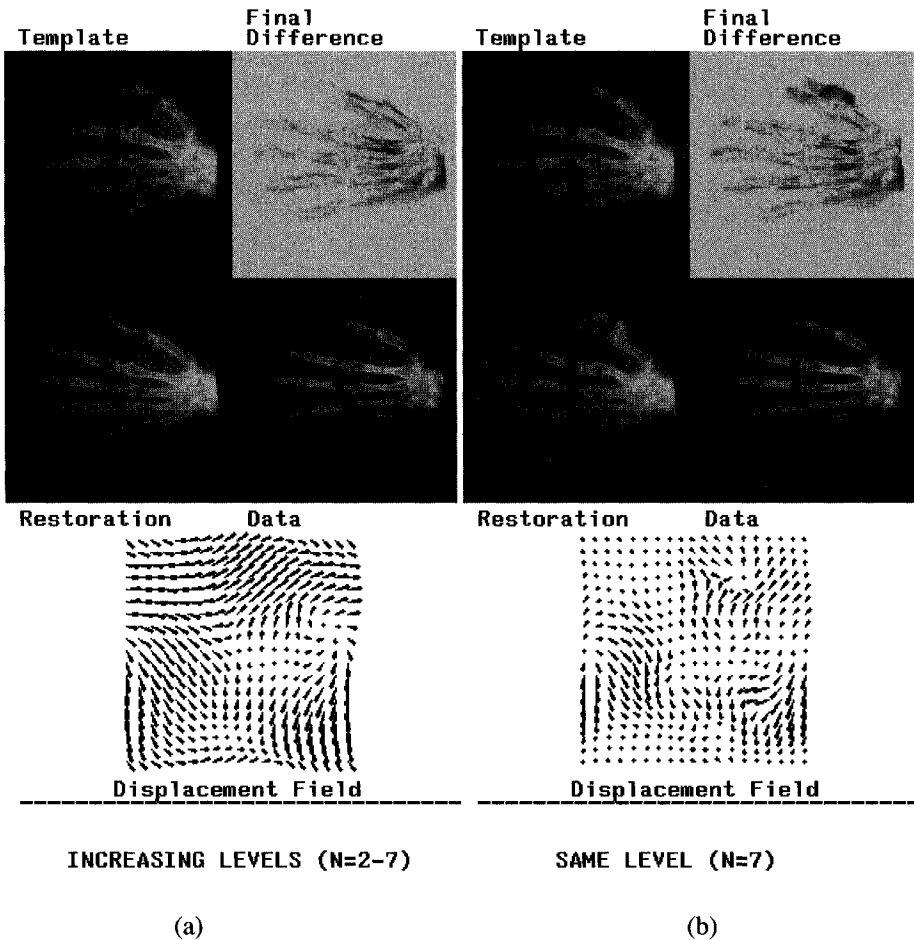 Template Final Difference Template Final Difference
Restoration Data Restoration Data
Displacement Field Displacement Field
INCREASING LEVELS (N=2-7) SAME LEVEL (N=7)
(a) (b)